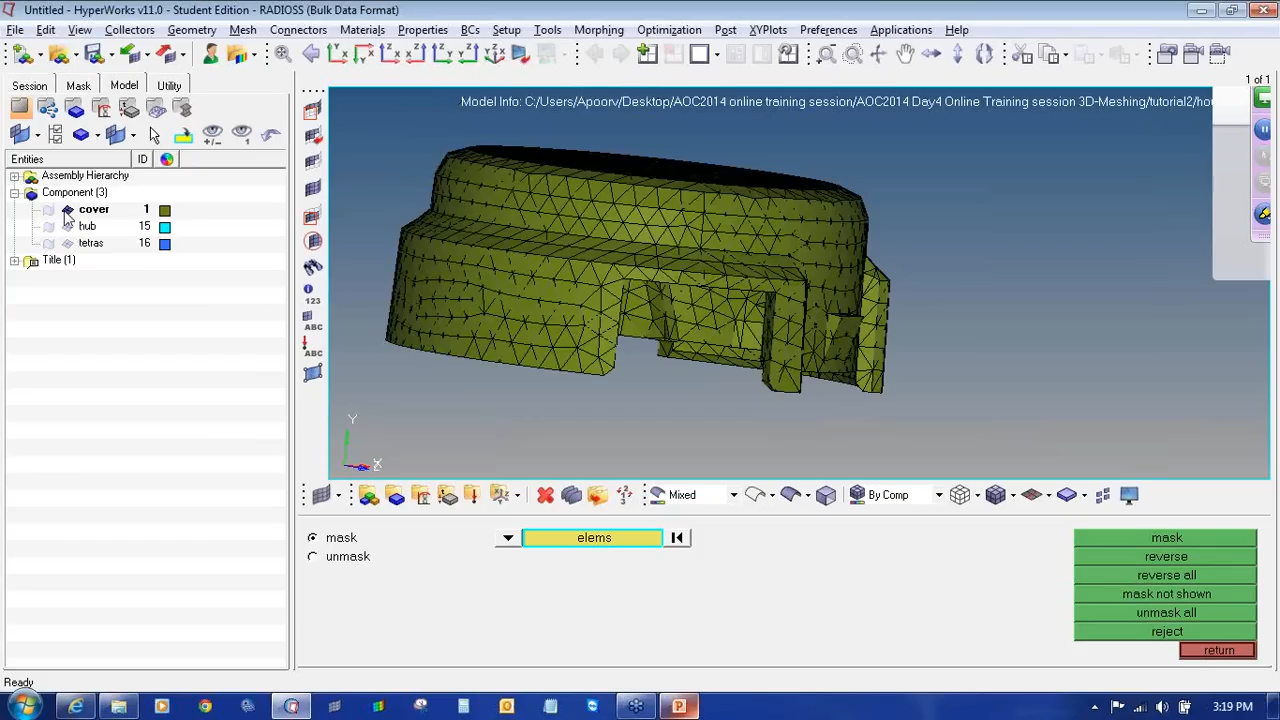 Untitled - HyperWorks v11.0 - Student Edition - RADIOSS (Bulk Data Format)
File Edit View Collectors Geometry Mesh Connectors Materials Properties BCs Setup Tools Morphing Optimization Post XYPlots Preferences Applications Help
Session Mask Model Utility
1 of 1
Model Info: C:/Users/Apoorv/Desktop/AOC2014 online training session/AOC2014 Day4 Online Training session 3D-Meshing/tutorial2/ho
Entities ID
Assembly Hierarchy
Component (3)
cover 1
hub 15
tetras 16
Title (1)
123
ABC
ABC
Y
X
Z
Mixed By Comp
mask elems mask
unmask reverse
reverse all
mask not shown
unmask all
reject
return
Ready
3:19 PM